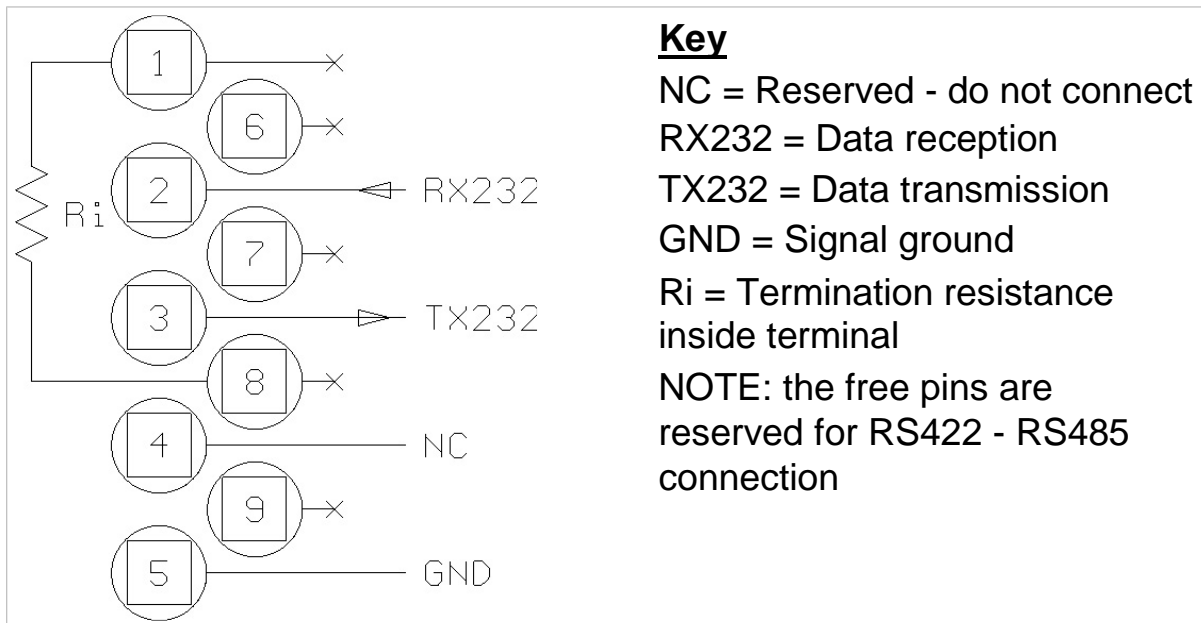 1
6
2
RX232
Ri
7
3
TX232
8
4
NC
9
5
GND
Key
NC = Reserved - do not connect
RX232 = Data reception
TX232 = Data transmission
GND = Signal ground
Ri = Termination resistance
inside terminal
NOTE: the free pins are
reserved for RS422 - RS485
connection